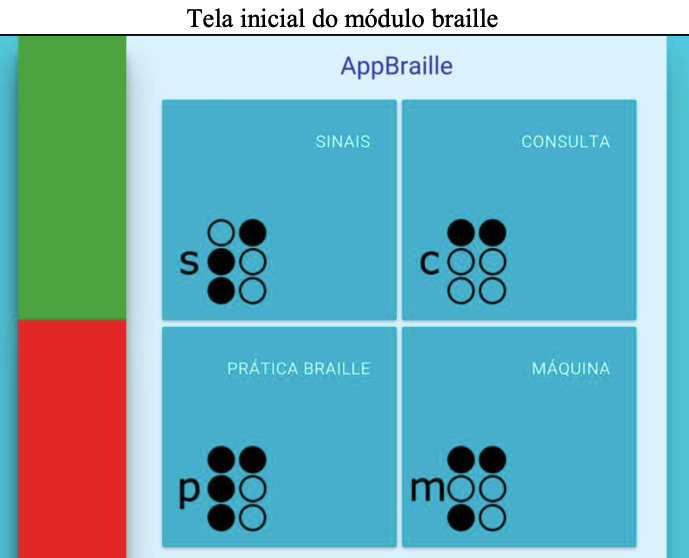 Tela inicial do módulo braille
AppBraille
SINAIS
CONSULTA
s
c
PRÁTICA BRAILLE
MÁQUINA
p
m